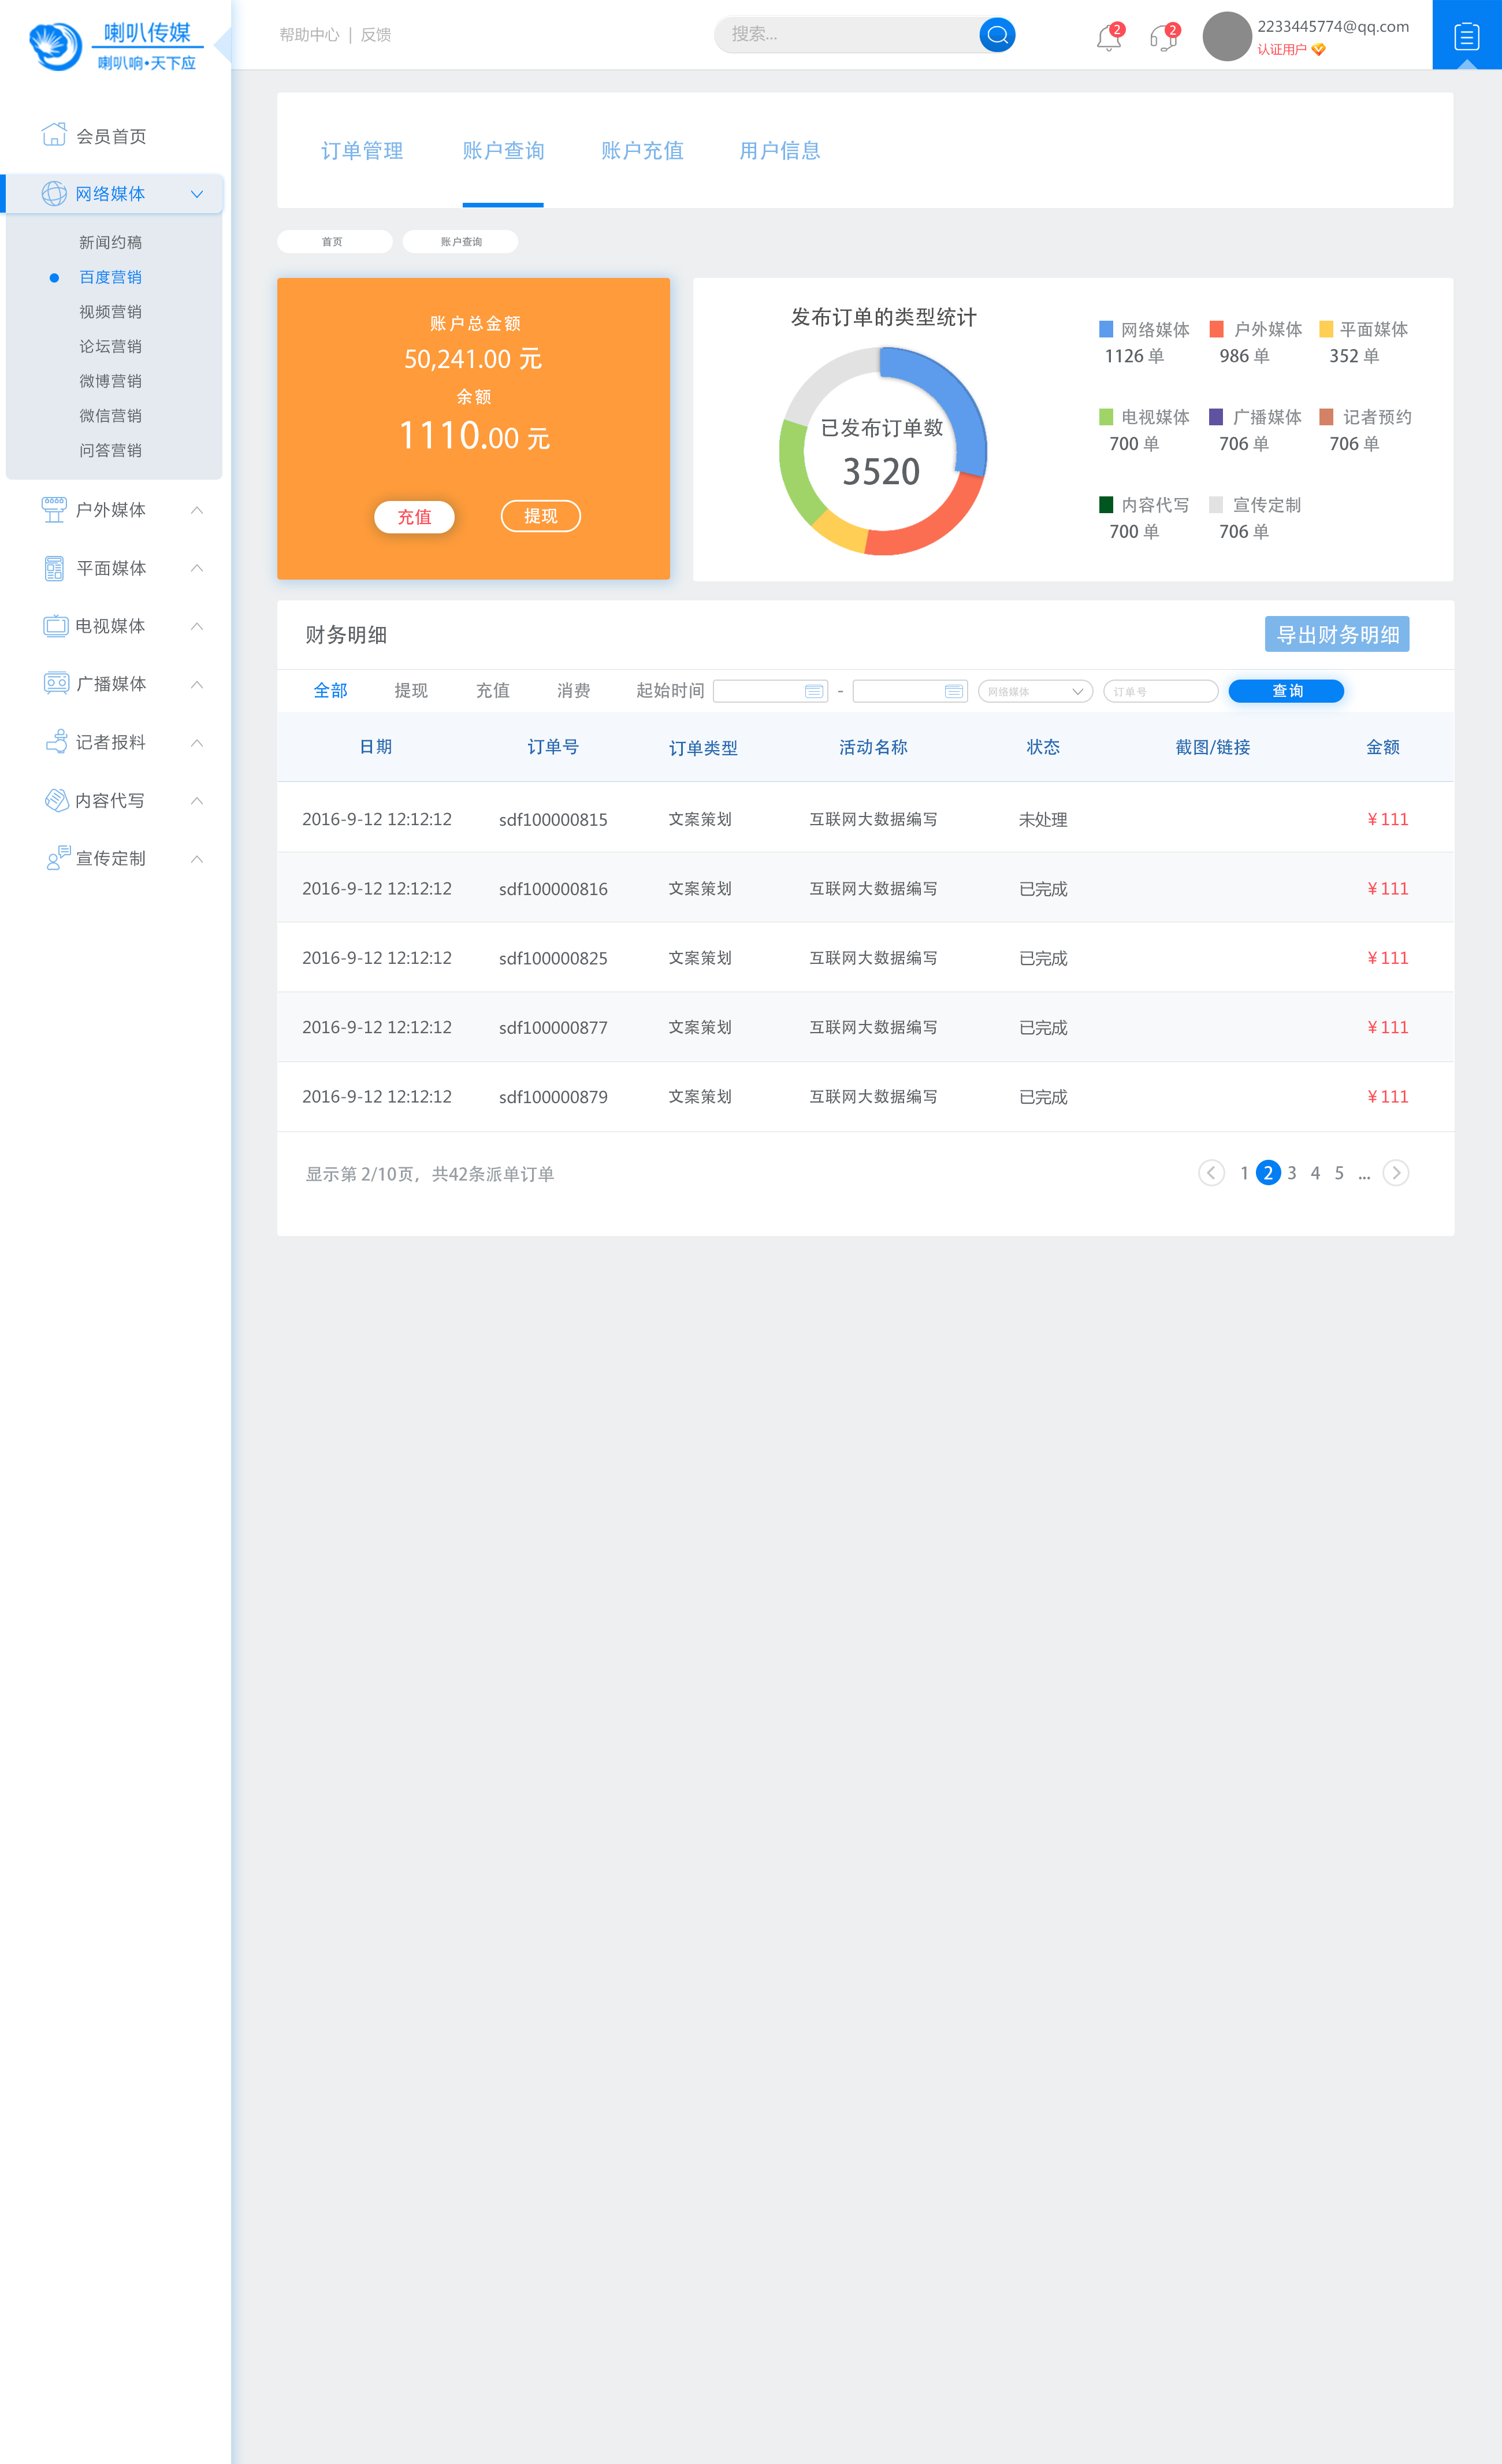 喇叭传媒
喇叭响•天下应
帮助中心 | 反馈
搜索...
2
2
2233445774@qq.com
认证用户
会员首页
网络媒体
新闻约稿
百度营销
视频营销
论坛营销
微博营销
微信营销
问答营销
户外媒体
平面媒体
电视媒体
广播媒体
记者报料
内容代写
宣传定制
订单管理 账户查询 账户充值 用户信息
首页 账户查询
账户总金额
50,241.00 元
余额
1110.00 元
充值 提现
发布订单的类型统计
已发布订单数
3520
网络媒体 户外媒体 平面媒体
1126 单 986 单 352 单
电视媒体 广播媒体 记者预约
700 单 706 单 706 单
内容代写 宣传定制
700 单 706 单
财务明细 导出财务明细
全部 提现 充值 消费 起始时间 - 网络媒体 订单号 查询
日期 订单号 订单类型 活动名称 状态 截图/链接 金额
2016-9-12 12:12:12 sdf100000815 文案策划 互联网大数据编写 未处理 ￥111
2016-9-12 12:12:12 sdf100000816 文案策划 互联网大数据编写 已完成 ￥111
2016-9-12 12:12:12 sdf100000825 文案策划 互联网大数据编写 已完成 ￥111
2016-9-12 12:12:12 sdf100000877 文案策划 互联网大数据编写 已完成 ￥111
2016-9-12 12:12:12 sdf100000879 文案策划 互联网大数据编写 已完成 ￥111
显示第 2/10页，共42条派单订单 1 2 3 4 5 ...